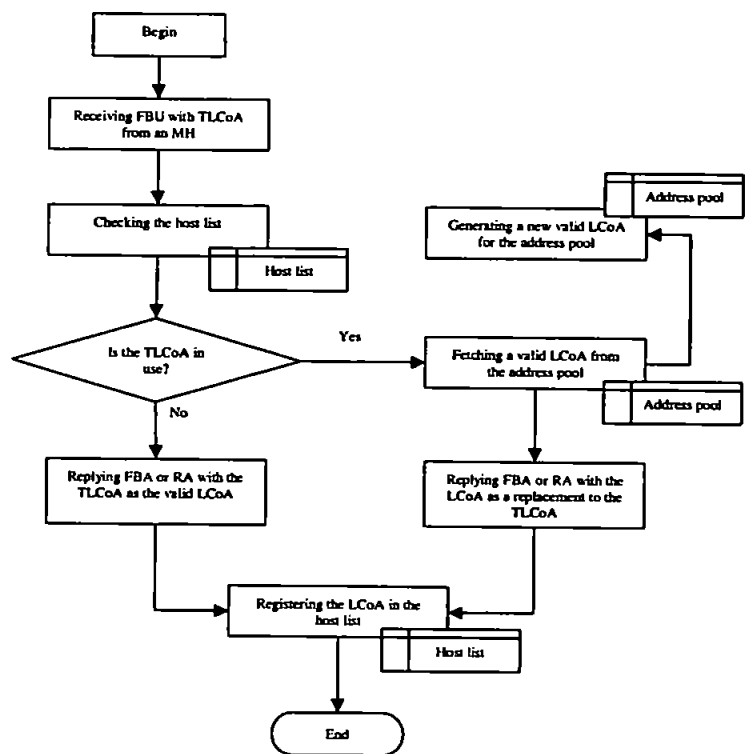 Begin
Receiving FBU with TLCoA
from an MH
Checking the host list
Host list
Address pool
Generating a new valid LCoA
for the address pool
Is the TLCoA in
use?
Yes
No
Fetching a valid LCoA from
the address pool
Address pool
Replying FBA or RA with the
TLCoA as the valid LCoA
Replying FBA or RA with the
LCoA as a replacement to the
TLCoA
Registering the LCoA in the
host list
Host list
End